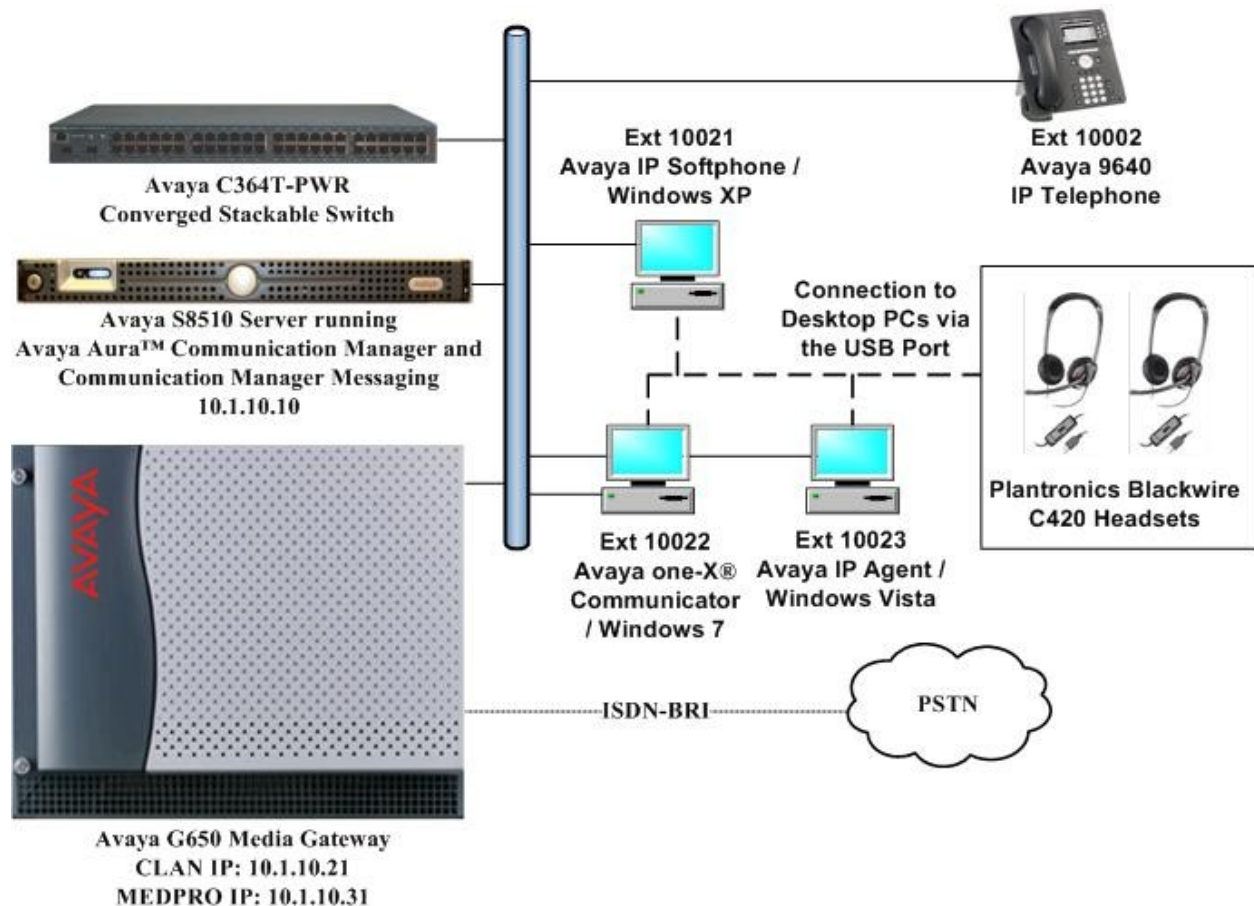 Avaya C364T-PWR
Converged Stackable Switch
Avaya S8510 Server running
Avaya Aura™ Communication Manager and
Communication Manager Messaging
10.1.10.10
AVAYA
Avaya G650 Media Gateway
CLAN IP: 10.1.10.21
MEDPRO IP: 10.1.10.31
Ext 10002
Avaya 9640
IP Telephone
Ext 10021
Avaya IP Softphone /
Windows XP
Connection to
Desktop PCs via
the USB Port
Plantronics Blackwire
C420 Headsets
Ext 10022
Avaya one-X®
Communicator
/ Windows 7
Ext 10023
Avaya IP Agent /
Windows Vista
ISDN-BRI
PSTN